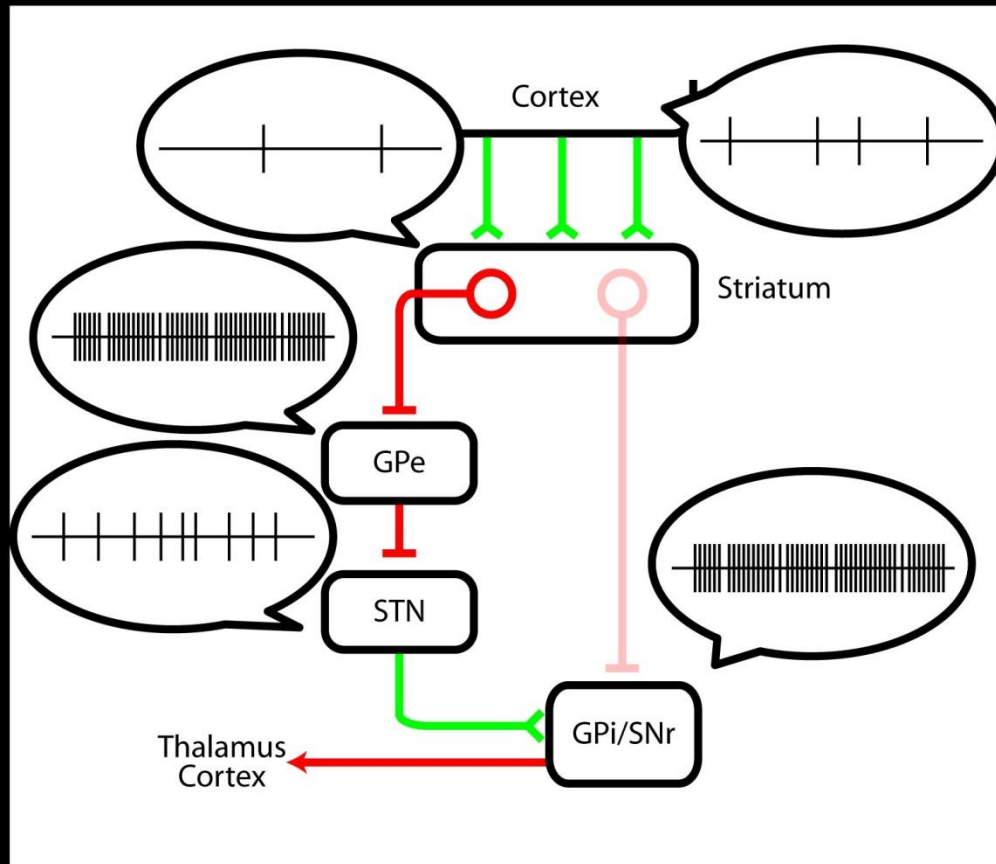 Cortex
Striatum
GPe
STN
GPi/SNr
Thalamus
Cortex